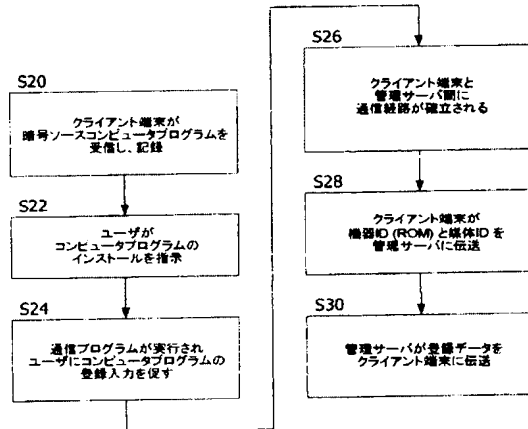 S20
クライアント端末が
暗号ソースコンピュータプログラムを
受信し、記録
S22
ユーザが
コンピュータプログラムの
インストールを指示
S24
通信プログラムが実行され
ユーザにコンピュータプログラムの
登録入力を促す
S26
クライアント端末と
管理サーバ間に
通信経路が確立される
S28
クライアント端末が
機器ID (ROM) と媒体IDを
管理サーバに伝送
S30
管理サーバが登録データを
クライアント端末に伝送